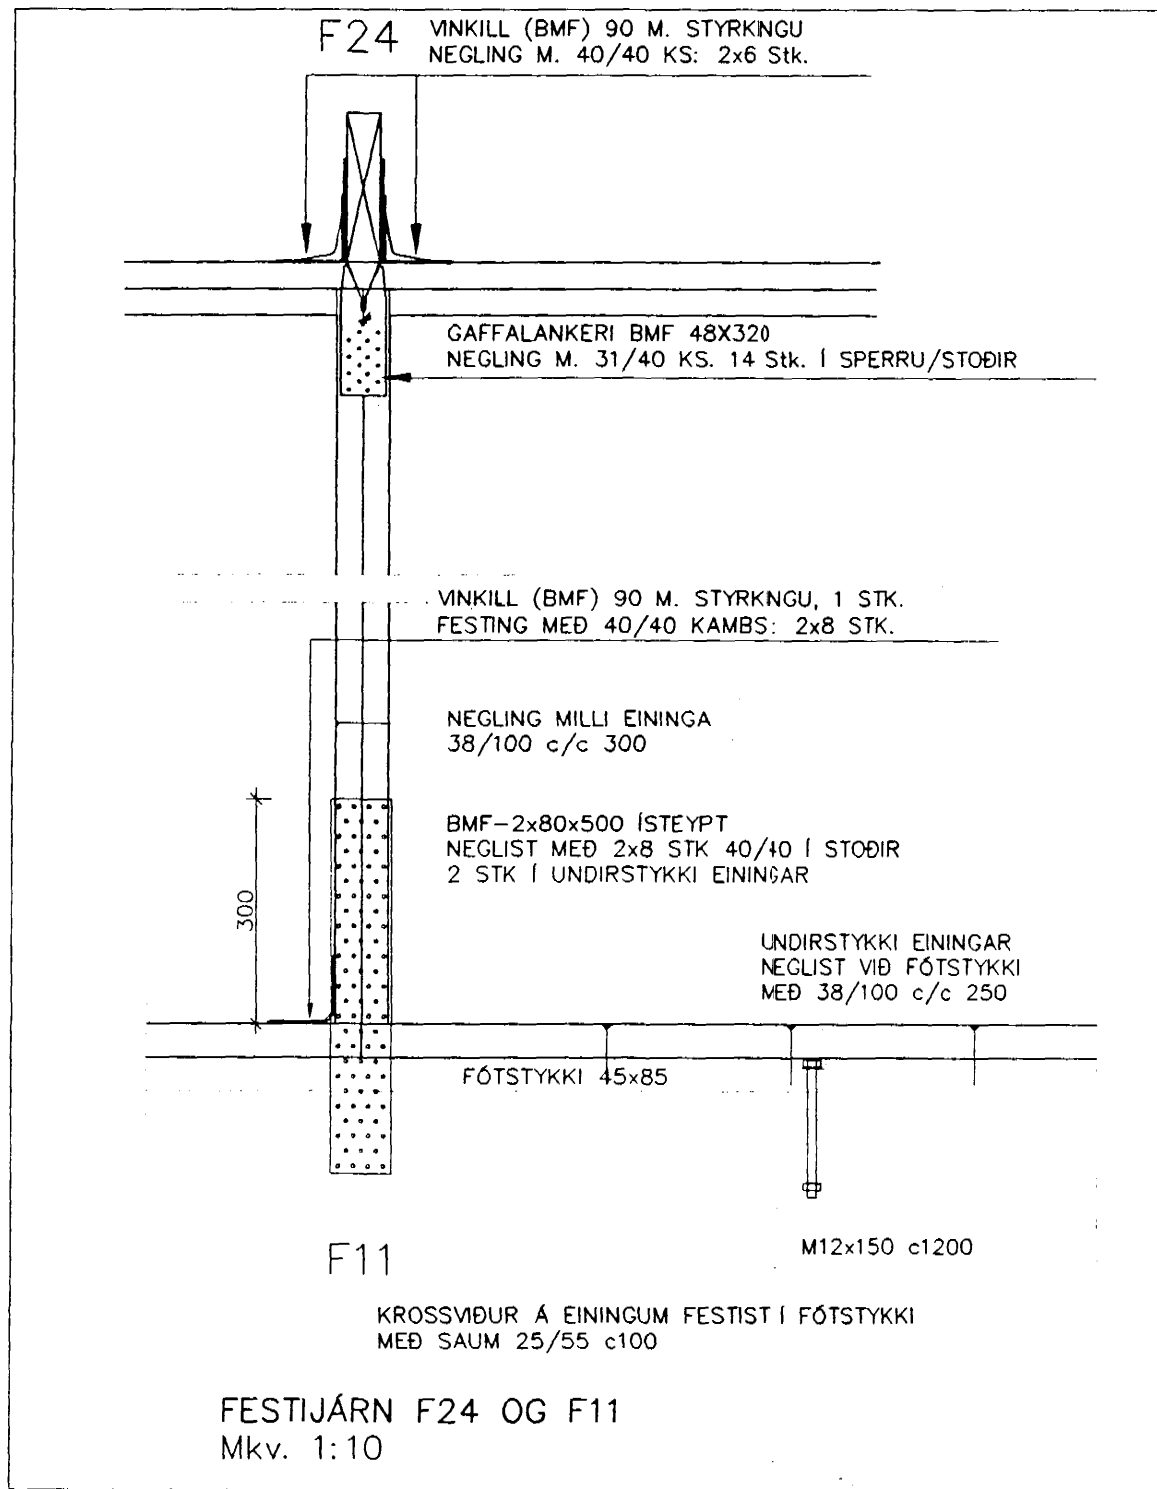 F24
VINKILL (BMF) 90 M. STYRKINGU
NEGLING M. 40/40 KS: 2x6 Stk.
GAFFALANKERI BMF 48X320
NEGLING M. 31/40 KS. 14 Stk. Í SPERRU/STOÐIR
VINKILL (BMF) 90 M. STYRKNGU, 1 STK.
FESTING MEÐ 40/40 KAMBS: 2x8 STK.
NEGLING MILLI EININGA
38/100 c/c 300
BMF-2x80x500 ÍSTEYPT
NEGLIST MEÐ 2x8 STK 40/40 Í STOÐIR
2 STK Í UNDIRSTYKKI EININGAR
300
UNDIRSTYKKI EININGAR
NEGLIST VIÐ FÓTSTYKKI
MEÐ 38/100 c/c 250
FÓTSTYKKI 45x85
M12x150 c1200
F11
KROSSVIÐUR Á EININGUM FESTIST Í FÓTSTYKKI
MEÐ SAUM 25/55 c100
FESTIJÁRN F24 OG F11
Mkv. 1:10